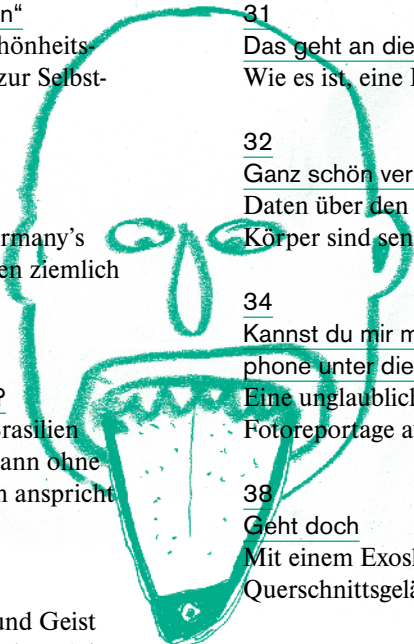 n“
hönheits-
zur Selbst-
rmany’s
en ziemlich
?
rasilien
ann ohne
n anspricht
und Geist
31
Das geht an die
Wie es ist, eine
32
Ganz schön ver
Daten über den
Körper sind sen
34
Kannst du mir m
phone unter die
Eine unglaublich
Fotoreportage a
38
Geht doch
Mit einem Exosk
Querschnittsgelä